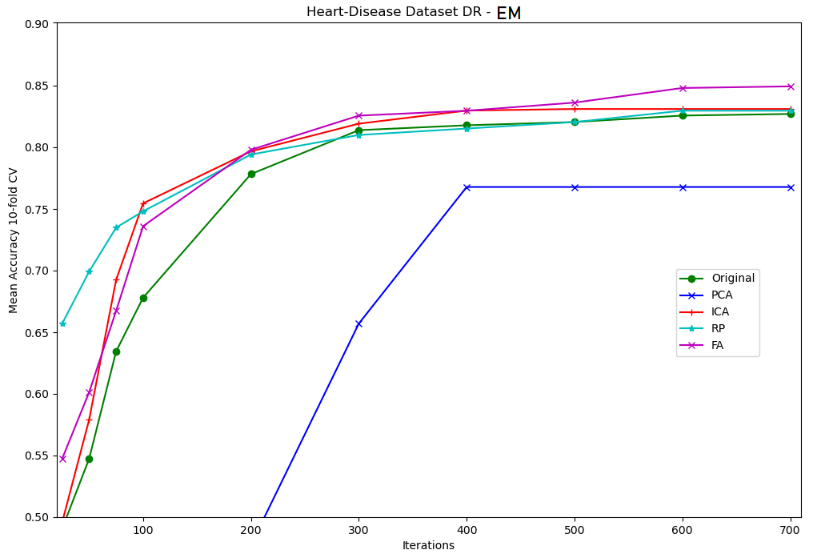 Heart-Disease Dataset DR - EM
Mean Accuracy 10-fold CV
0.90
0.85
0.80
0.75
0.70
0.65
0.60
0.55
0.50
Original
PCA
ICA
RP
FA
100 200 300 400 500 600 700
Iterations